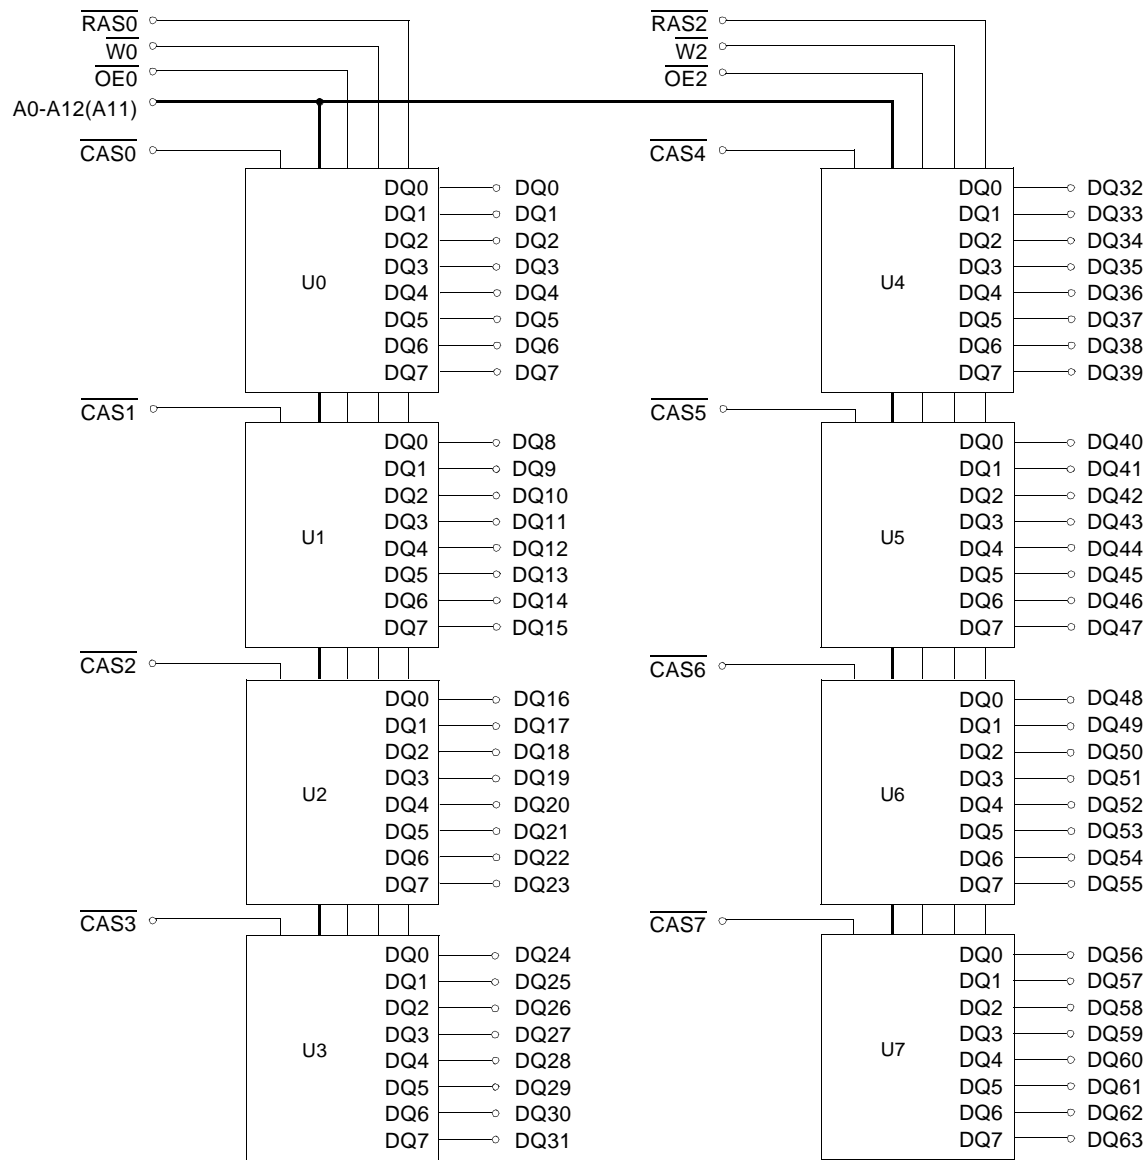 RAS0
W0
OE0
A0-A12(A11)
CAS0
U0
DQ0 DQ0
DQ1 DQ1
DQ2 DQ2
DQ3 DQ3
DQ4 DQ4
DQ5 DQ5
DQ6 DQ6
DQ7 DQ7
CAS1
U1
DQ0 DQ8
DQ1 DQ9
DQ2 DQ10
DQ3 DQ11
DQ4 DQ12
DQ5 DQ13
DQ6 DQ14
DQ7 DQ15
CAS2
U2
DQ0 DQ16
DQ1 DQ17
DQ2 DQ18
DQ3 DQ19
DQ4 DQ20
DQ5 DQ21
DQ6 DQ22
DQ7 DQ23
CAS3
U3
DQ0 DQ24
DQ1 DQ25
DQ2 DQ26
DQ3 DQ27
DQ4 DQ28
DQ5 DQ29
DQ6 DQ30
DQ7 DQ31
RAS2
W2
OE2
CAS4
U4
DQ0 DQ32
DQ1 DQ33
DQ2 DQ34
DQ3 DQ35
DQ4 DQ36
DQ5 DQ37
DQ6 DQ38
DQ7 DQ39
CAS5
U5
DQ0 DQ40
DQ1 DQ41
DQ2 DQ42
DQ3 DQ43
DQ4 DQ44
DQ5 DQ45
DQ6 DQ46
DQ7 DQ47
CAS6
U6
DQ0 DQ48
DQ1 DQ49
DQ2 DQ50
DQ3 DQ51
DQ4 DQ52
DQ5 DQ53
DQ6 DQ54
DQ7 DQ55
CAS7
U7
DQ0 DQ56
DQ1 DQ57
DQ2 DQ58
DQ3 DQ59
DQ4 DQ60
DQ5 DQ61
DQ6 DQ62
DQ7 DQ63